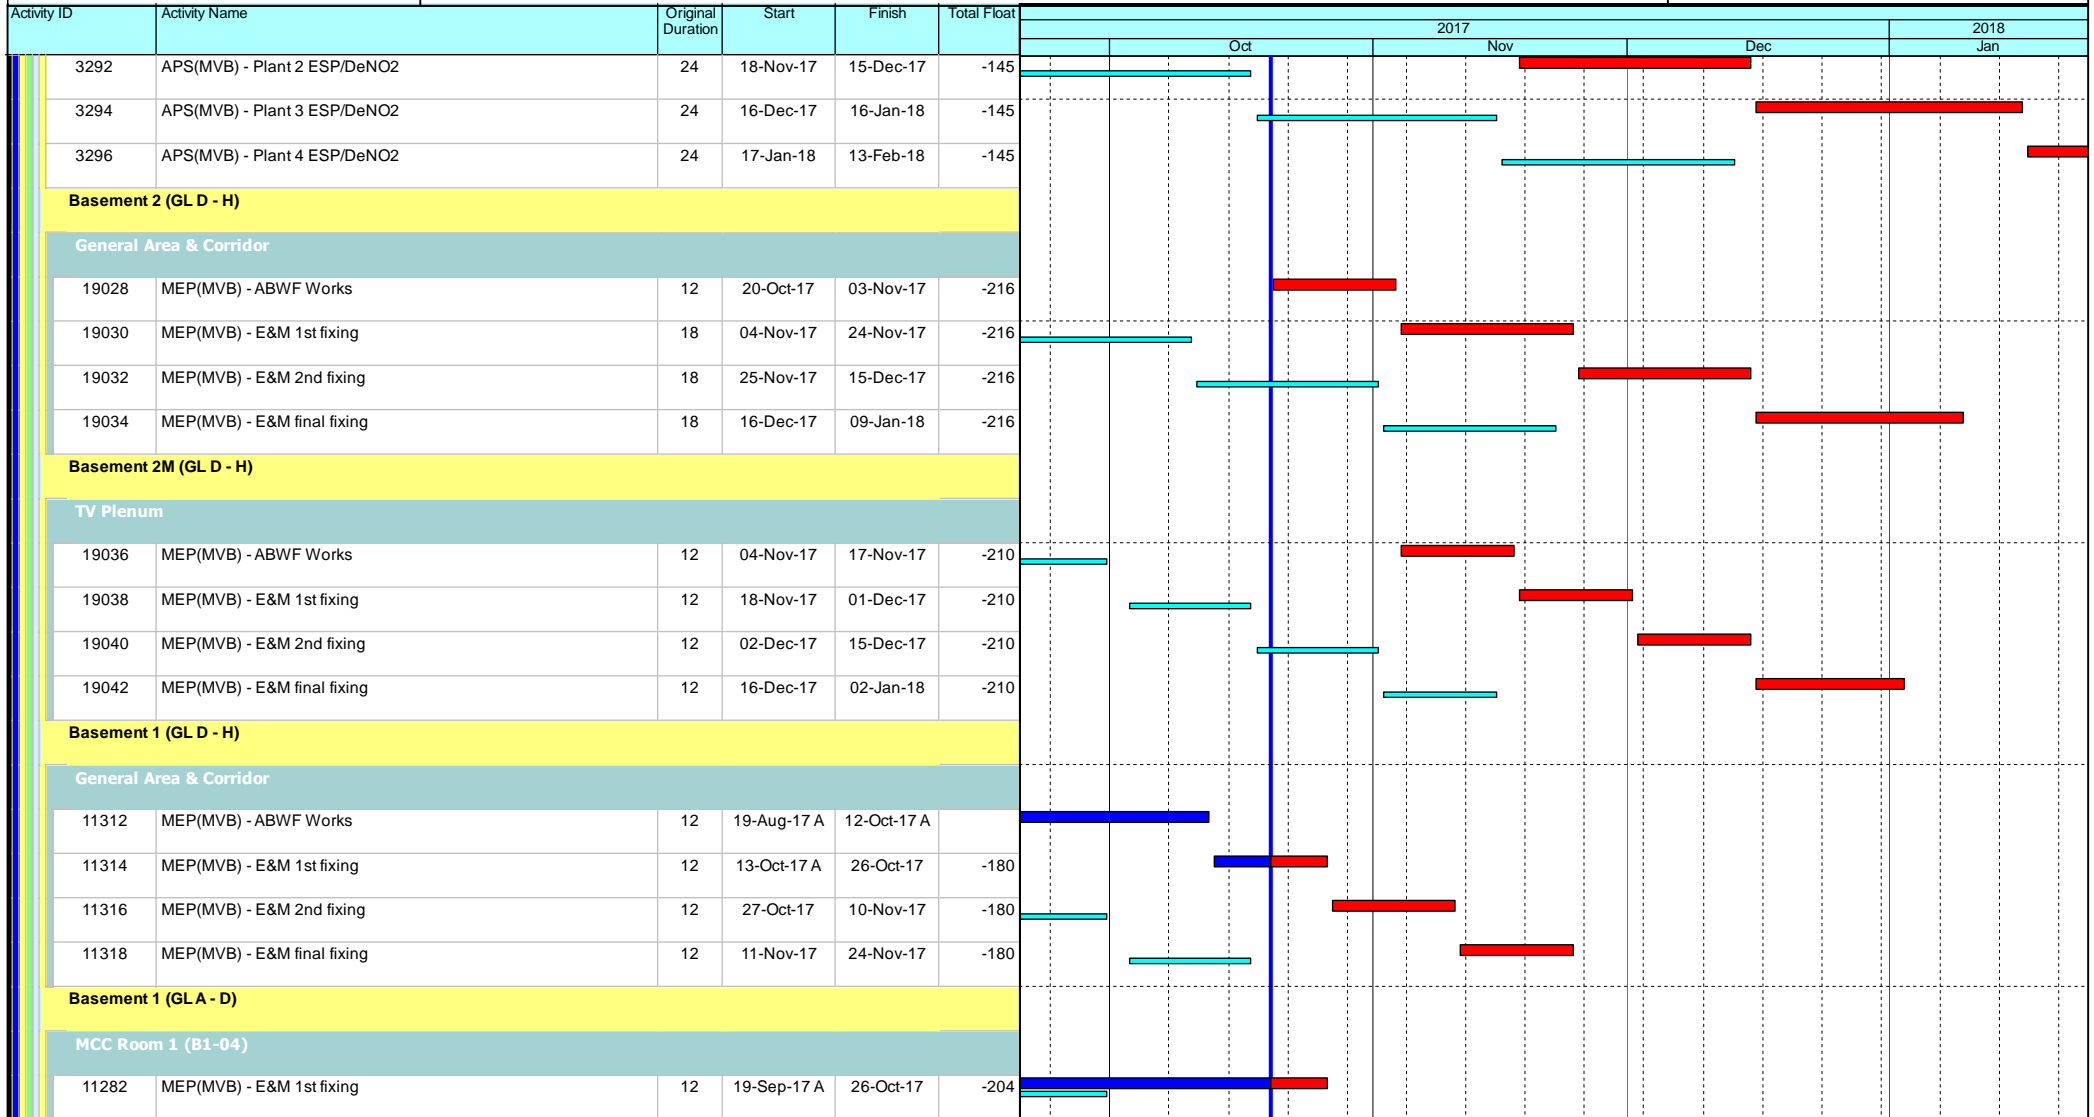 Activity ID Activity Name Original Duration Start Finish Total Float
2017 2018
Oct Nov Dec Jan
3292 APS(MVB) - Plant 2 ESP/DeNO2 24 18-Nov-17 15-Dec-17 -145
3294 APS(MVB) - Plant 3 ESP/DeNO2 24 16-Dec-17 16-Jan-18 -145
3296 APS(MVB) - Plant 4 ESP/DeNO2 24 17-Jan-18 13-Feb-18 -145
Basement 2 (GL D - H)
General Area & Corridor
19028 MEP(MVB) - ABWF Works 12 20-Oct-17 03-Nov-17 -216
19030 MEP(MVB) - E&M 1st fixing 18 04-Nov-17 24-Nov-17 -216
19032 MEP(MVB) - E&M 2nd fixing 18 25-Nov-17 15-Dec-17 -216
19034 MEP(MVB) - E&M final fixing 18 16-Dec-17 09-Jan-18 -216
Basement 2M (GL D - H)
TV Plenum
19036 MEP(MVB) - ABWF Works 12 04-Nov-17 17-Nov-17 -210
19038 MEP(MVB) - E&M 1st fixing 12 18-Nov-17 01-Dec-17 -210
19040 MEP(MVB) - E&M 2nd fixing 12 02-Dec-17 15-Dec-17 -210
19042 MEP(MVB) - E&M final fixing 12 16-Dec-17 02-Jan-18 -210
Basement 1 (GL D - H)
General Area & Corridor
11312 MEP(MVB) - ABWF Works 12 19-Aug-17 A 12-Oct-17 A
11314 MEP(MVB) - E&M 1st fixing 12 13-Oct-17 A 26-Oct-17 -180
11316 MEP(MVB) - E&M 2nd fixing 12 27-Oct-17 10-Nov-17 -180
11318 MEP(MVB) - E&M final fixing 12 11-Nov-17 24-Nov-17 -180
Basement 1 (GL A - D)
MCC Room 1 (B1-04)
11282 MEP(MVB) - E&M 1st fixing 12 19-Sep-17 A 26-Oct-17 -204